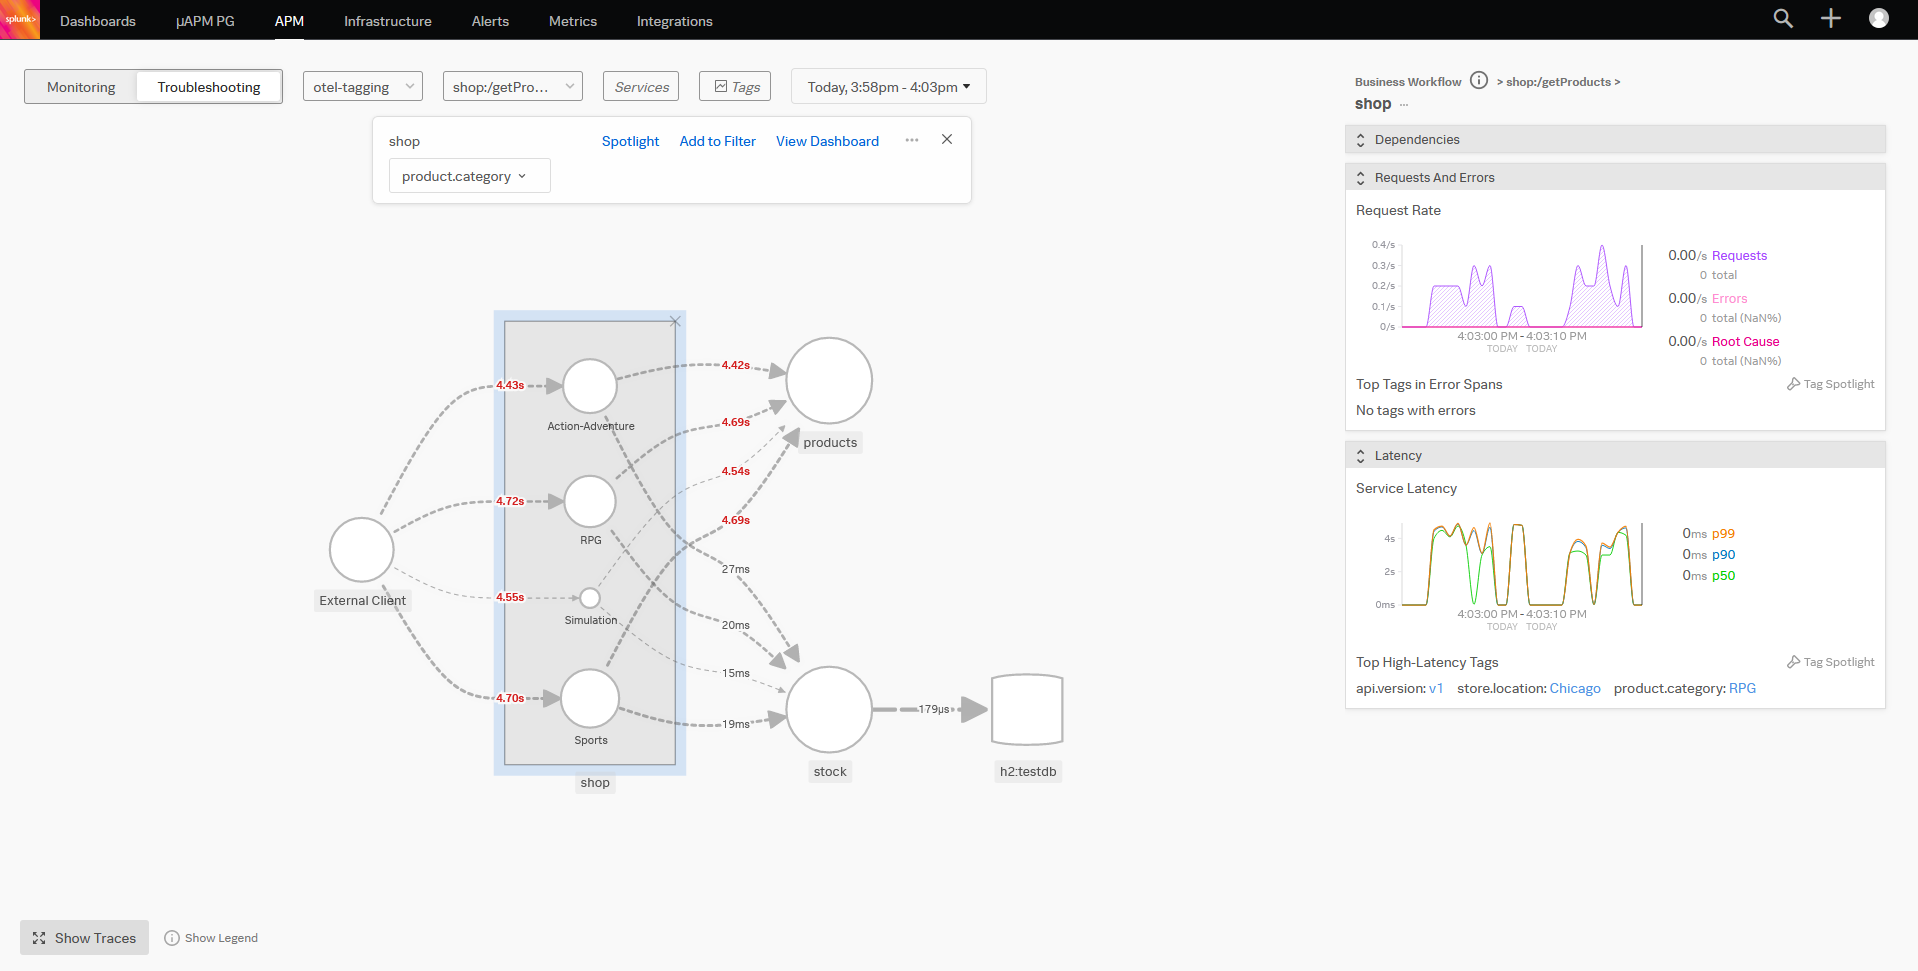 splunk> Dashboards µAPM PG APM Infrastructure Alerts Metrics Integrations
Monitoring Troubleshooting otel-tagging shop:/getPro... Services Tags Today, 3:58pm - 4:03pm
shop Spotlight Add to Filter View Dashboard ···
product.category
4.43s
Action-Adventure
4.72s
RPG
External Client
4.55s
Simulation
4.70s
Sports
shop
4.42s
4.69s
4.54s
4.69s
27ms
20ms
15ms
19ms
products
stock
179µs
h2:testdb
Show Traces Show Legend
Business Workflow > shop:/getProducts >
shop ···
Dependencies
Requests And Errors
Request Rate
0.4/s
0.3/s
0.2/s
0.1/s
0/s
4:03:00 PM - 4:03:10 PM
TODAY TODAY
0.00/s Requests
0 total
0.00/s Errors
0 total (NaN%)
0.00/s Root Cause
0 total (NaN%)
Top Tags in Error Spans Tag Spotlight
No tags with errors
Latency
Service Latency
4s
2s
0ms
4:03:00 PM - 4:03:10 PM
TODAY TODAY
0ms p99
0ms p90
0ms p50
Top High-Latency Tags Tag Spotlight
api.version: v1 store.location: Chicago product.category: RPG